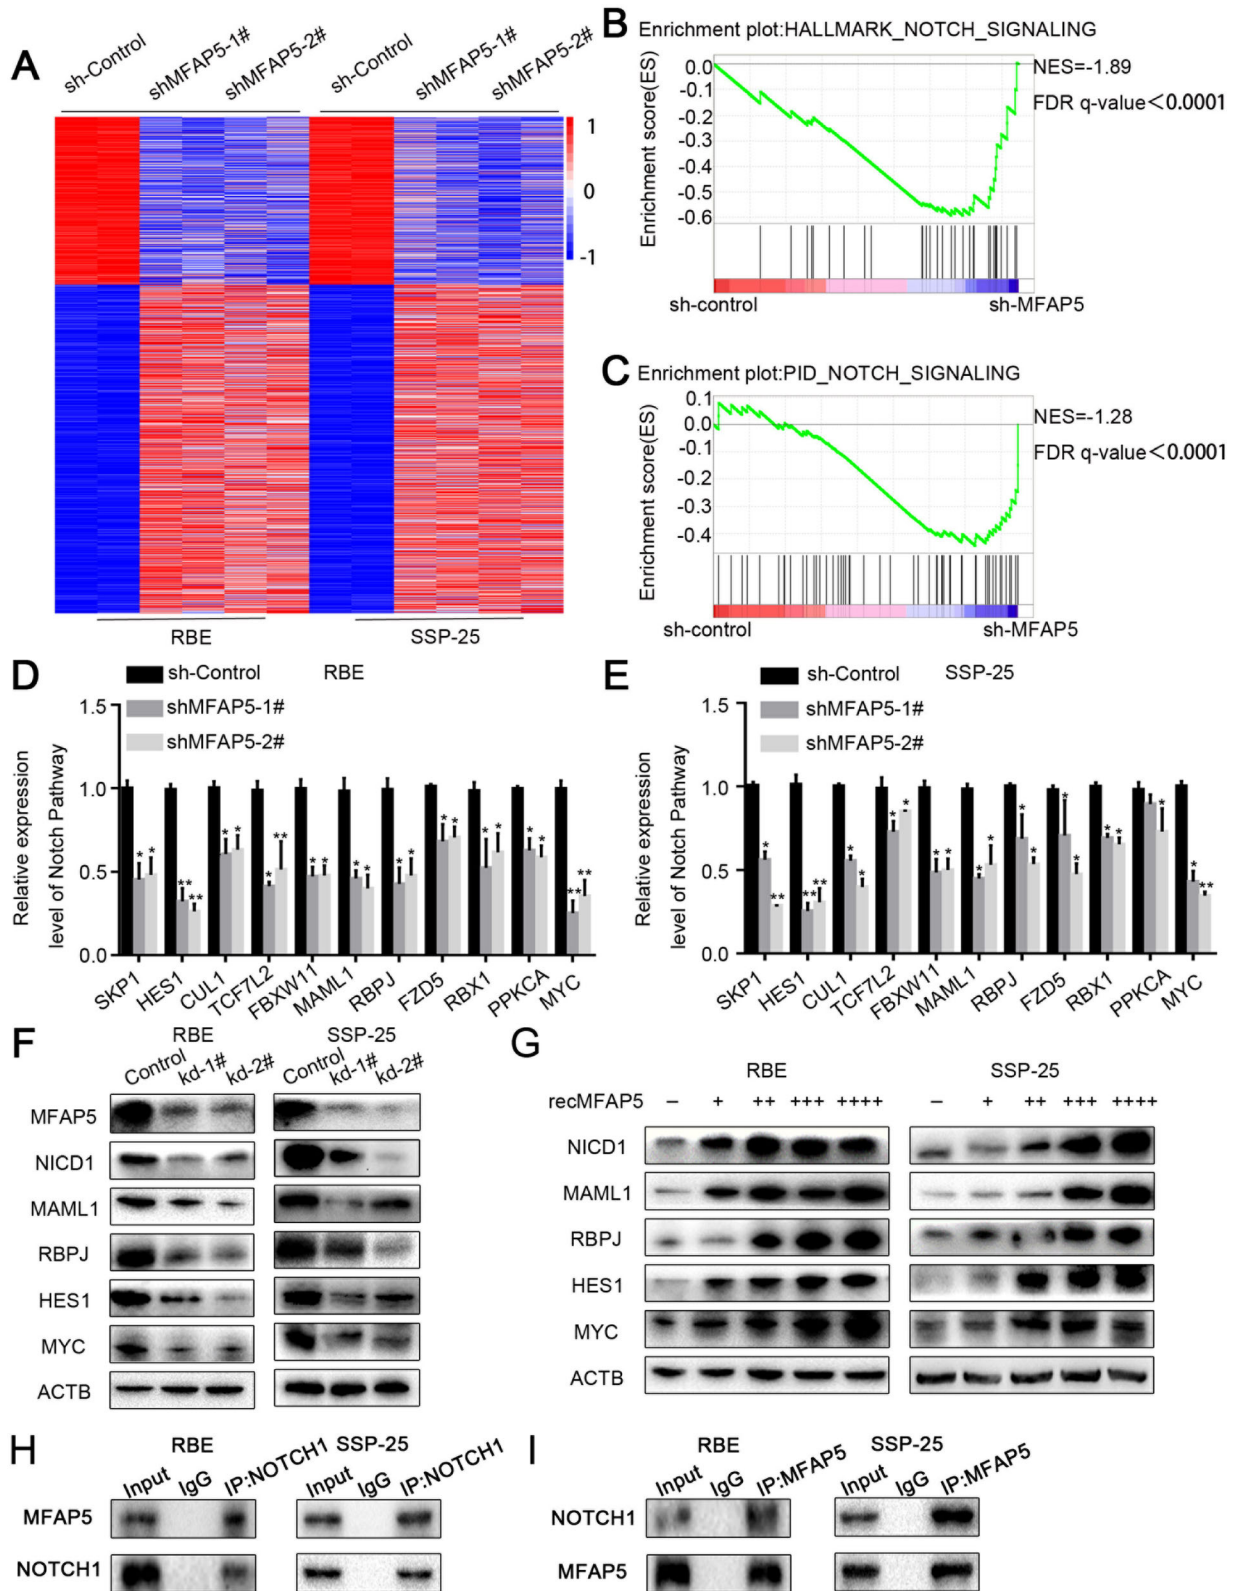 A
sh-Control shMFAP5-1# shMFAP5-2# sh-Control shMFAP5-1# shMFAP5-2#
1
0
-1
RBE SSP-25
B Enrichment plot:HALLMARK_NOTCH_SIGNALING
Enrichment score(ES)
0.0
-0.1
-0.2
-0.3
-0.4
-0.5
-0.6
NES=-1.89
FDR q-value<0.0001
sh-control sh-MFAP5
C Enrichment plot:PID_NOTCH_SIGNALING
Enrichment score(ES)
0.1
0.0
-0.1
-0.2
-0.3
-0.4
NES=-1.28
FDR q-value<0.0001
sh-control sh-MFAP5
D
sh-Control RBE
shMFAP5-1#
shMFAP5-2#
Relative expression
level of Notch Pathway
1.5
1.0
0.5
0.0
* * ** ** * * * ** * * * * * * * * * * * * ** **
SKP1 HES1 CUL1 TCF7L2 FBXW11 MAML1 RBPJ FZD5 RBX1 PPKCA MYC
E
sh-Control SSP-25
shMFAP5-1#
shMFAP5-2#
Relative expression
level of Notch Pathway
1.5
1.0
0.5
0.0
* ** ** ** * * * * * * * * * * * * * * * * **
SKP1 HES1 CUL1 TCF7L2 FBXW11 MAML1 RBPJ FZD5 RBX1 PPKCA MYC
F
RBE SSP-25
Control kd-1# kd-2# Control kd-1# kd-2#
MFAP5
NICD1
MAML1
RBPJ
HES1
MYC
ACTB
G
RBE SSP-25
recMFAP5 – + ++ +++ ++++ – + ++ +++ ++++
NICD1
MAML1
RBPJ
HES1
MYC
ACTB
H
RBE SSP-25
Input IgG IP:NOTCH1 Input IgG IP:NOTCH1
MFAP5
NOTCH1
I
RBE SSP-25
Input IgG IP:MFAP5 Input IgG IP:MFAP5
NOTCH1
MFAP5